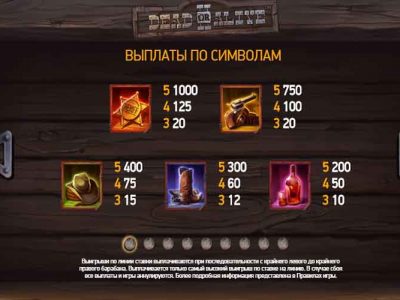 DEAD OR ALIVE
II
ВЫПЛАТЫ ПО СИМВОЛАМ
5 1000
4 125
3 20
5 750
4 100
3 20
5 400
4 75
3 15
5 300
4 60
3 12
5 200
4 50
3 10
Выигрыши по линии ставки выплачиваются при последовательности с крайнего левого до крайнего
правого барабана. Выплачивается только самый высокий выигрыш по ставке на линию. В случае сбоя
все выплаты и игры аннулируются. Более подробная информация представлена в Правилах игры.